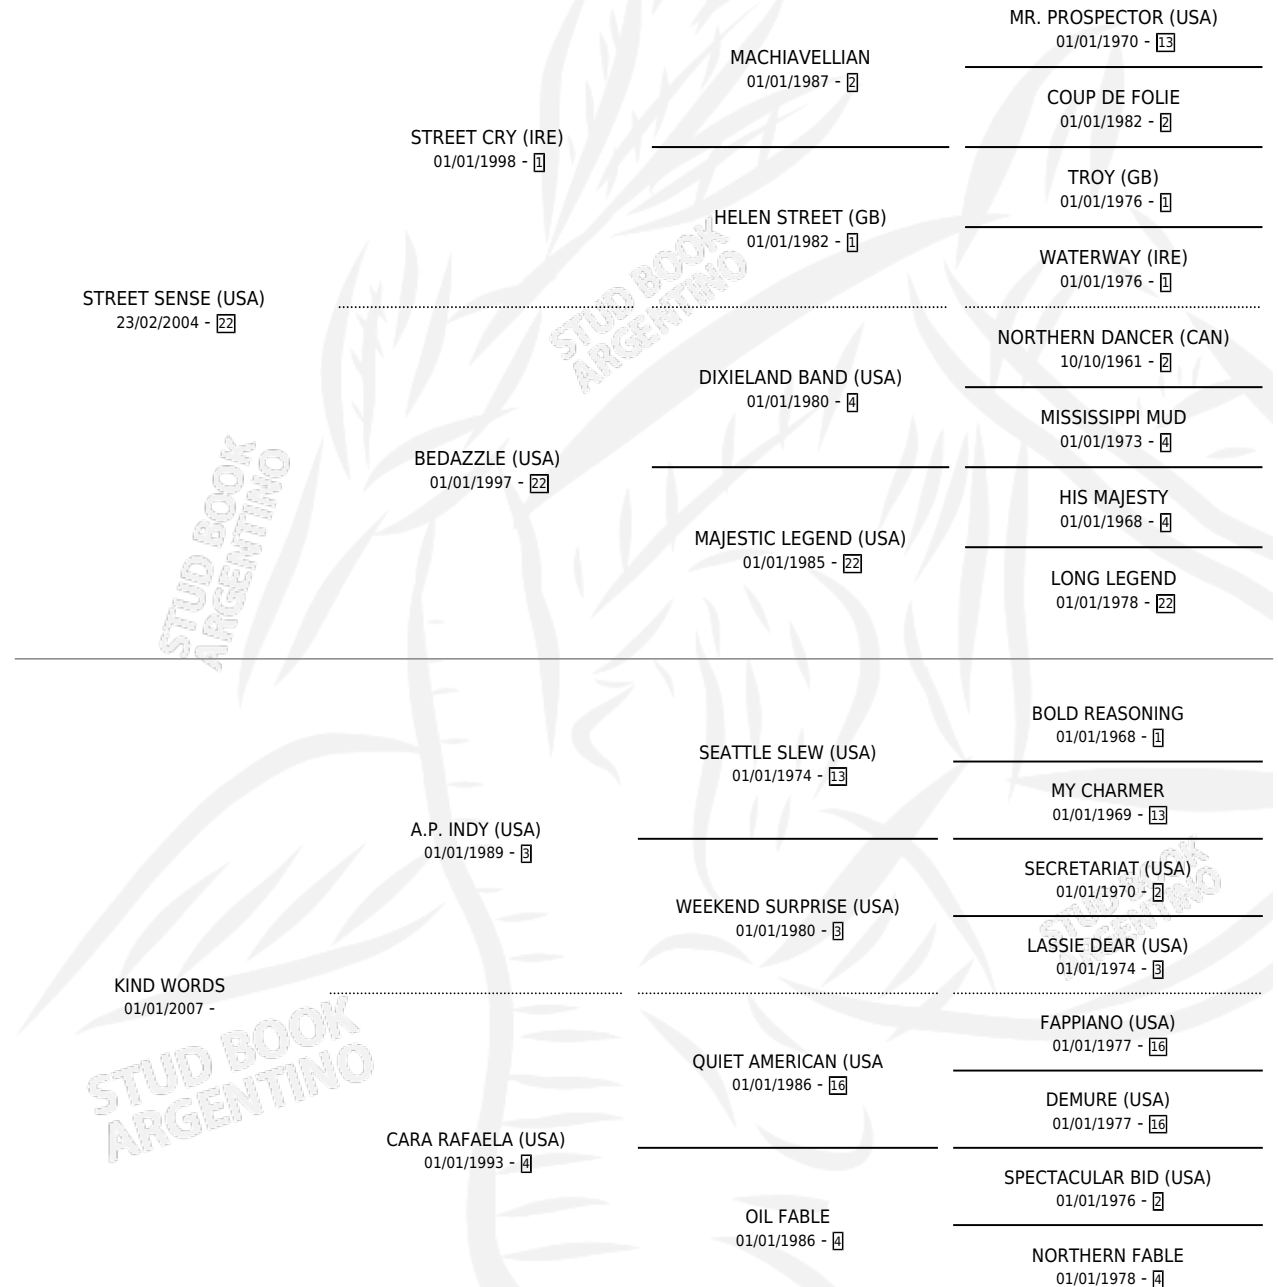 MR. PROSPECTOR (USA)
01/01/1970 - 13
MACHIAVELLIAN
01/01/1987 - 2
COUP DE FOLIE
01/01/1982 - 2
STREET CRY (IRE)
01/01/1998 - 1
TROY (GB)
01/01/1976 - 1
HELEN STREET (GB)
01/01/1982 - 1
WATERWAY (IRE)
01/01/1976 - 1
STREET SENSE (USA)
23/02/2004 - 22
STUD BOOK
ARGENTINO
NORTHERN DANCER (CAN)
10/10/1961 - 2
DIXIELAND BAND (USA)
01/01/1980 - 4
MISSISSIPPI MUD
01/01/1973 - 4
BEDAZZLE (USA)
01/01/1997 - 22
HIS MAJESTY
01/01/1968 - 4
MAJESTIC LEGEND (USA)
01/01/1985 - 22
LONG LEGEND
01/01/1978 - 22
STUD BOOK
ARGENTINO
BOLD REASONING
01/01/1968 - 1
SEATTLE SLEW (USA)
01/01/1974 - 13
MY CHARMER
01/01/1969 - 13
A.P. INDY (USA)
01/01/1989 - 3
SECRETARIAT (USA)
01/01/1970 - 2
WEEKEND SURPRISE (USA)
01/01/1980 - 3
STUD BOOK
ARGENTINO
LASSIE DEAR (USA)
01/01/1974 - 3
KIND WORDS
01/01/2007 -
STUD BOOK
ARGENTINO
FAPPIANO (USA)
01/01/1977 - 16
QUIET AMERICAN (USA
01/01/1986 - 16
DEMURE (USA)
01/01/1977 - 16
CARA RAFAELA (USA)
01/01/1993 - 4
SPECTACULAR BID (USA)
01/01/1976 - 2
OIL FABLE
01/01/1986 - 4
NORTHERN FABLE
01/01/1978 - 4